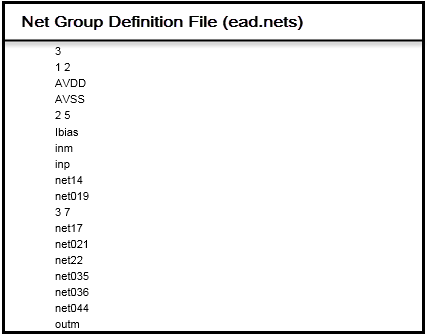 Net Group Definition File (ead.nets)
3
1 2
AVDD
AVSS
2 5
Ibias
inm
inp
net14
net019
3 7
net17
net021
net22
net035
net036
net044
outm